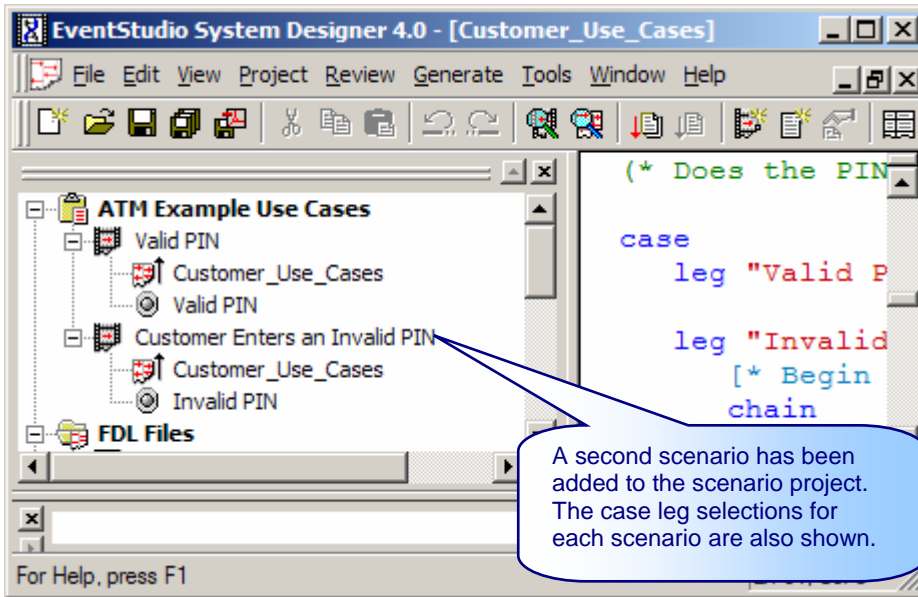 EventStudio System Designer 4.0 - [Customer_Use_Cases]
File Edit View Project Review Generate Tools Window Help
ATM Example Use Cases
Valid PIN
Customer_Use_Cases
Valid PIN
Customer Enters an Invalid PIN
Customer_Use_Cases
Invalid PIN
FDL Files
(* Does the PIN
case
leg "Valid P
leg "Invalid
[* Begin
chain
A second scenario has been
added to the scenario project.
The case leg selections for
each scenario are also shown.
For Help, press F1